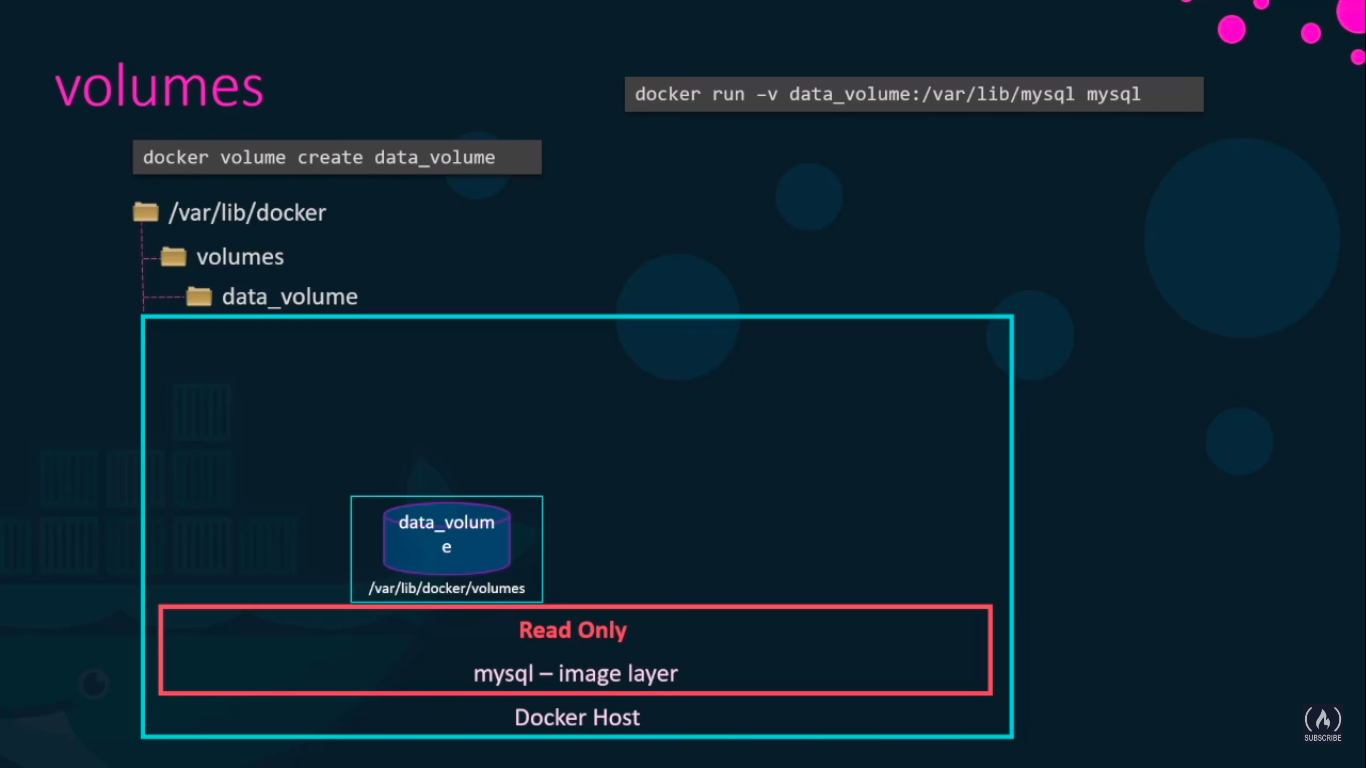 volumes
docker run –v data_volume:/var/lib/mysql mysql
docker volume create data_volume
/var/lib/docker
volumes
data_volume
data_volum
e
/var/lib/docker/volumes
Read Only
mysql – image layer
Docker Host
SUBSCRIBE